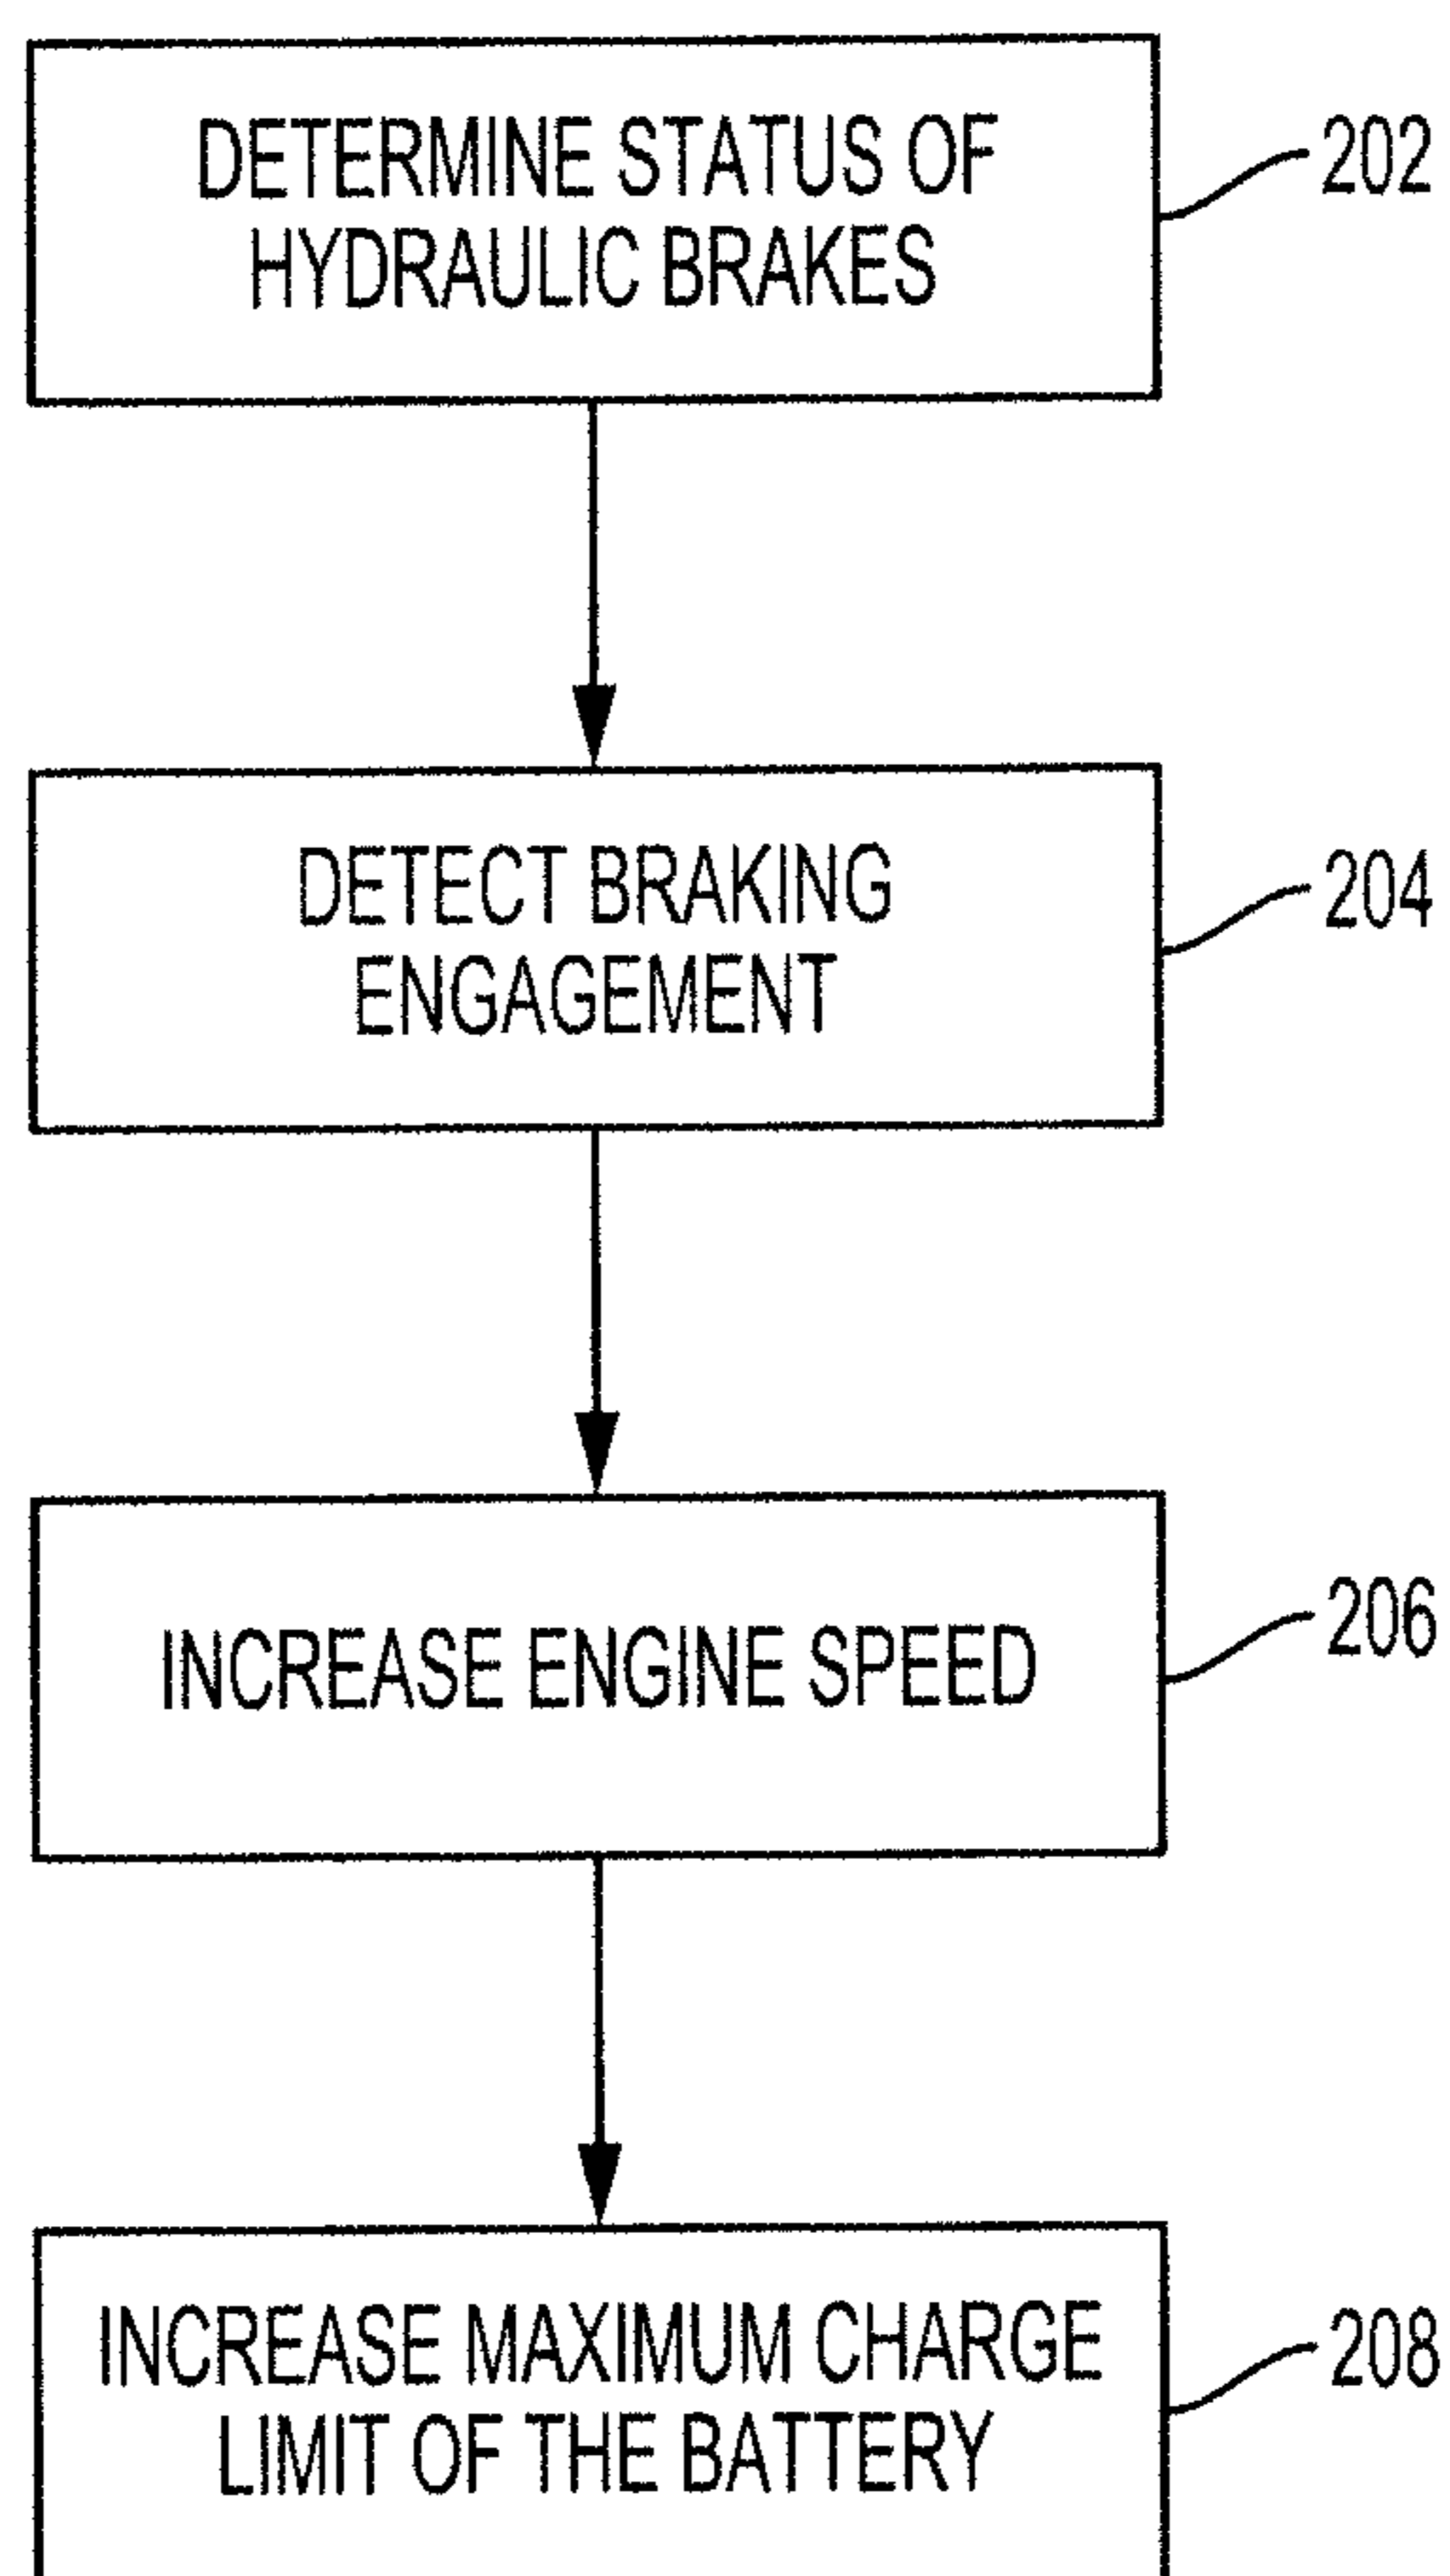 DETERMINE STATUS OF
HYDRAULIC BRAKES
202
DETECT BRAKING
ENGAGEMENT
204
INCREASE ENGINE SPEED
206
INCREASE MAXIMUM CHARGE
LIMIT OF THE BATTERY
208